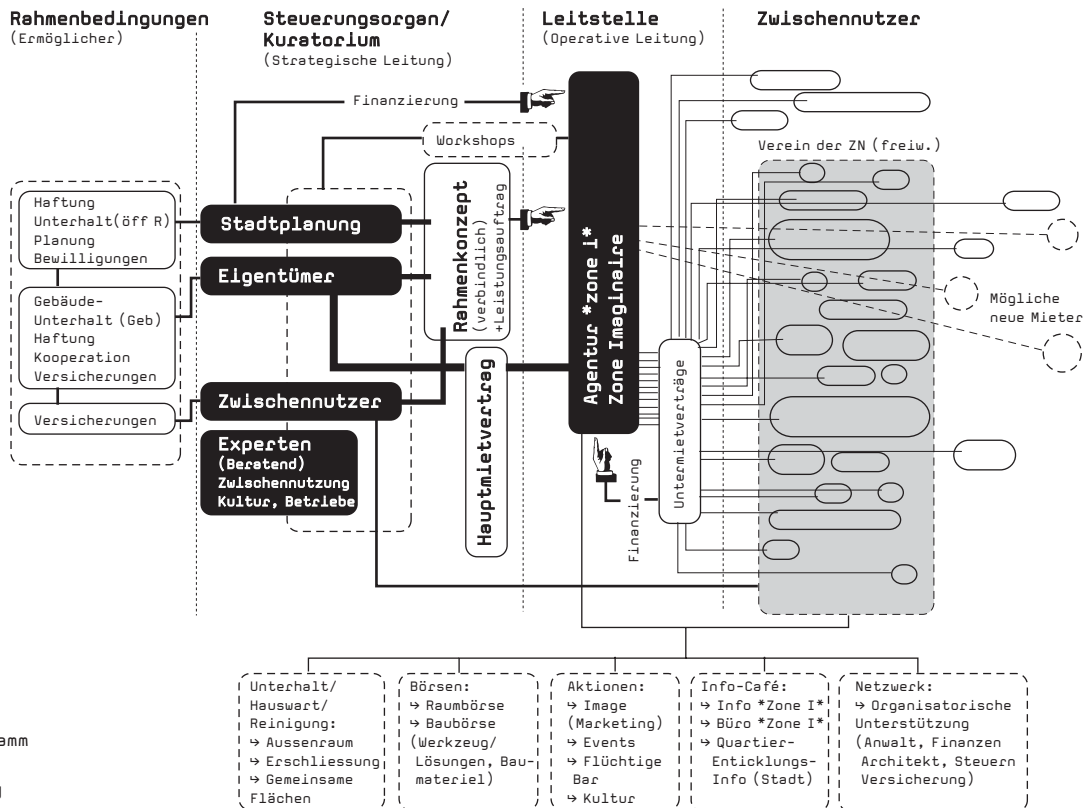 Rahmenbedingungen
(Ermöglicher)
Steuerungsorgan/
Kuratorium
(Strategische Leitung)
Leitstelle
(Operative Leitung)
Zwischennutzer
Finanzierung
Workshops
Verein der ZN (freiw.)
Haftung
Unterhalt(öff R)
Planung
Bewilligungen
Gebäude-
Unterhalt (Geb)
Haftung
Kooperation
Versicherungen
Versicherungen
Stadtplanung
Eigentümer
Zwischennutzer
Experten
(Beratend)
Zwischennutzung
Kultur, Betriebe
Rahmenkonzept
(verbindlich)
+Leistungsauftrag
Hauptmietvertrag
Agentur *zone i*
Zone Imaginaire
Finanzierung
Untermietverträge
Mögliche
neue Mieter
Unterhalt/
Hauswart/
Reinigung:
↳ Aussenraum
↳ Erschliessung
↳ Gemeinsame
Flächen
Börsen:
↳ Raumbörse
↳ Baubörse
(Werkzeug/
Lösungen, Bau-
materiel)
Aktionen:
↳ Image
(Marketing)
↳ Events
↳ Flüchtige
Bar
↳ Kultur
Info-Café:
↳ Info *Zone I*
↳ Büro *Zone I*
↳ Quartier-
Enticklungs-
Info (Stadt)
Netzwerk:
↳ Organisatorische
Unterstützung
(Anwalt, Finanzen
Architekt, Steuern
Versicherung)
amm